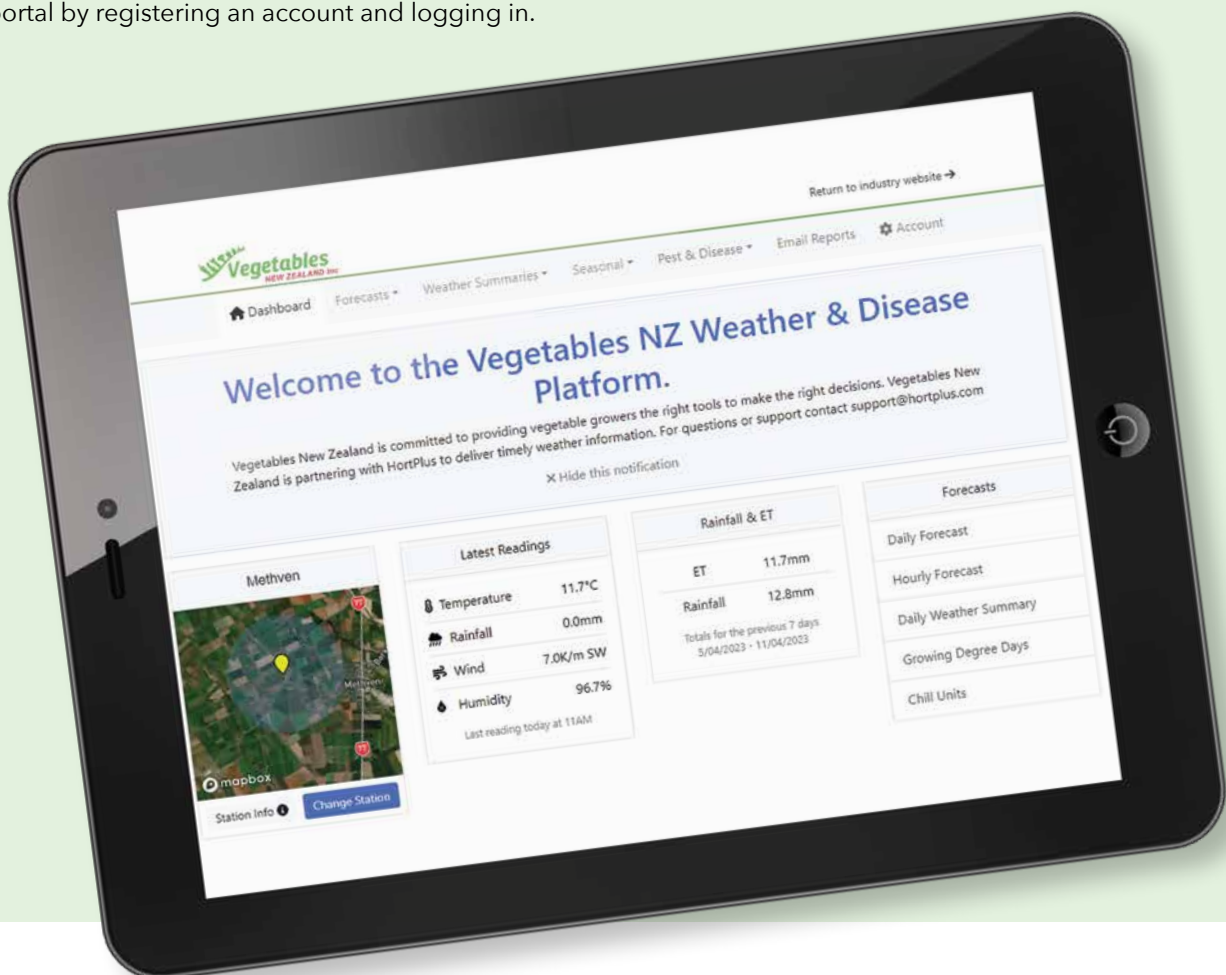 portal by registering an account and logging in.
Return to industry website →
Vegetables
NEW ZEALAND Inc
Dashboard Forecasts Weather Summaries Seasonal Pest & Disease Email Reports Account
Welcome to the Vegetables NZ Weather & Disease
Platform.
Vegetables New Zealand is committed to providing vegetable growers the right tools to make the right decisions. Vegetables New
Zealand is partnering with HortPlus to deliver timely weather information. For questions or support contact support@hortplus.com
× Hide this notification
Methven
77
Methven
77
mapbox
Station Info
Change Station
Latest Readings
Temperature 11.7°C
Rainfall 0.0mm
Wind 7.0K/m SW
Humidity 96.7%
Last reading today at 11AM
Rainfall & ET
ET 11.7mm
Rainfall 12.8mm
Totals for the previous 7 days
5/04/2023 - 11/04/2023
Forecasts
Daily Forecast
Hourly Forecast
Daily Weather Summary
Growing Degree Days
Chill Units